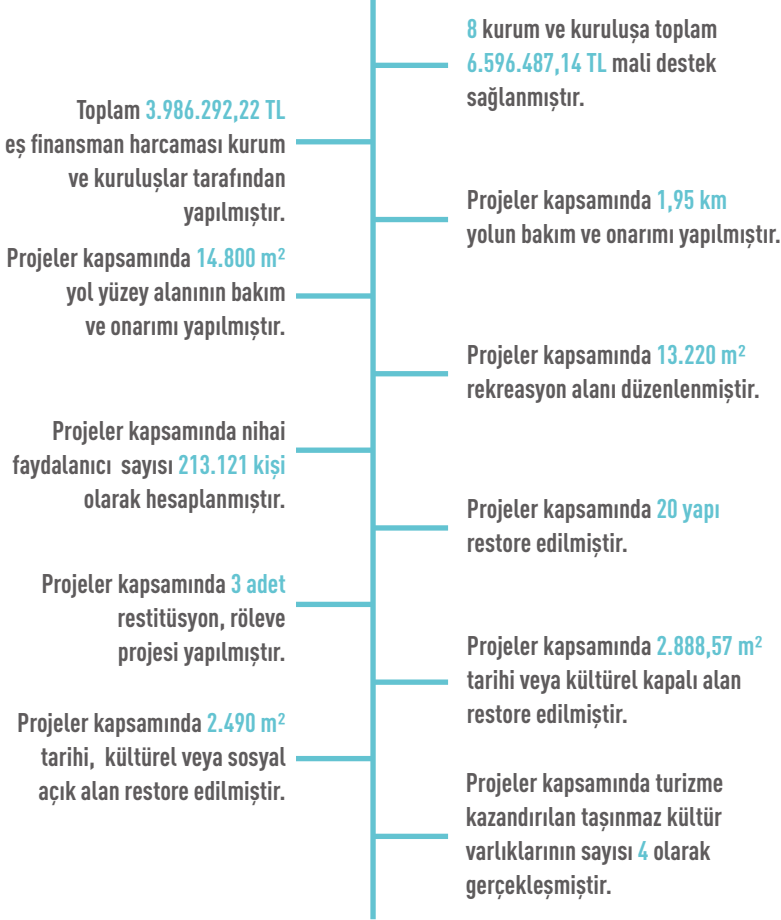 8 kurum ve kuruluşa toplam
6.596.487,14 TL mali destek
sağlanmıştır.
Toplam 3.986.292,22 TL
eş finansman harcaması kurum
ve kuruluşlar tarafından
yapılmıştır.
Projeler kapsamında 1,95 km
yolun bakım ve onarımı yapılmıştır.
Projeler kapsamında 14.800 m²
yol yüzey alanının bakım
ve onarımı yapılmıştır.
Projeler kapsamında 13.220 m²
rekreasyon alanı düzenlenmiştir.
Projeler kapsamında nihai
faydalanıcı sayısı 213.121 kişi
olarak hesaplanmıştır.
Projeler kapsamında 20 yapı
restore edilmiştir.
Projeler kapsamında 3 adet
restitüsyon, röleve
projesi yapılmıştır.
Projeler kapsamında 2.888,57 m²
tarihi veya kültürel kapalı alan
restore edilmiştir.
Projeler kapsamında 2.490 m²
tarihi, kültürel veya sosyal
açık alan restore edilmiştir.
Projeler kapsamında turizme
kazandırılan taşınmaz kültür
varlıklarının sayısı 4 olarak
gerçekleşmiştir.